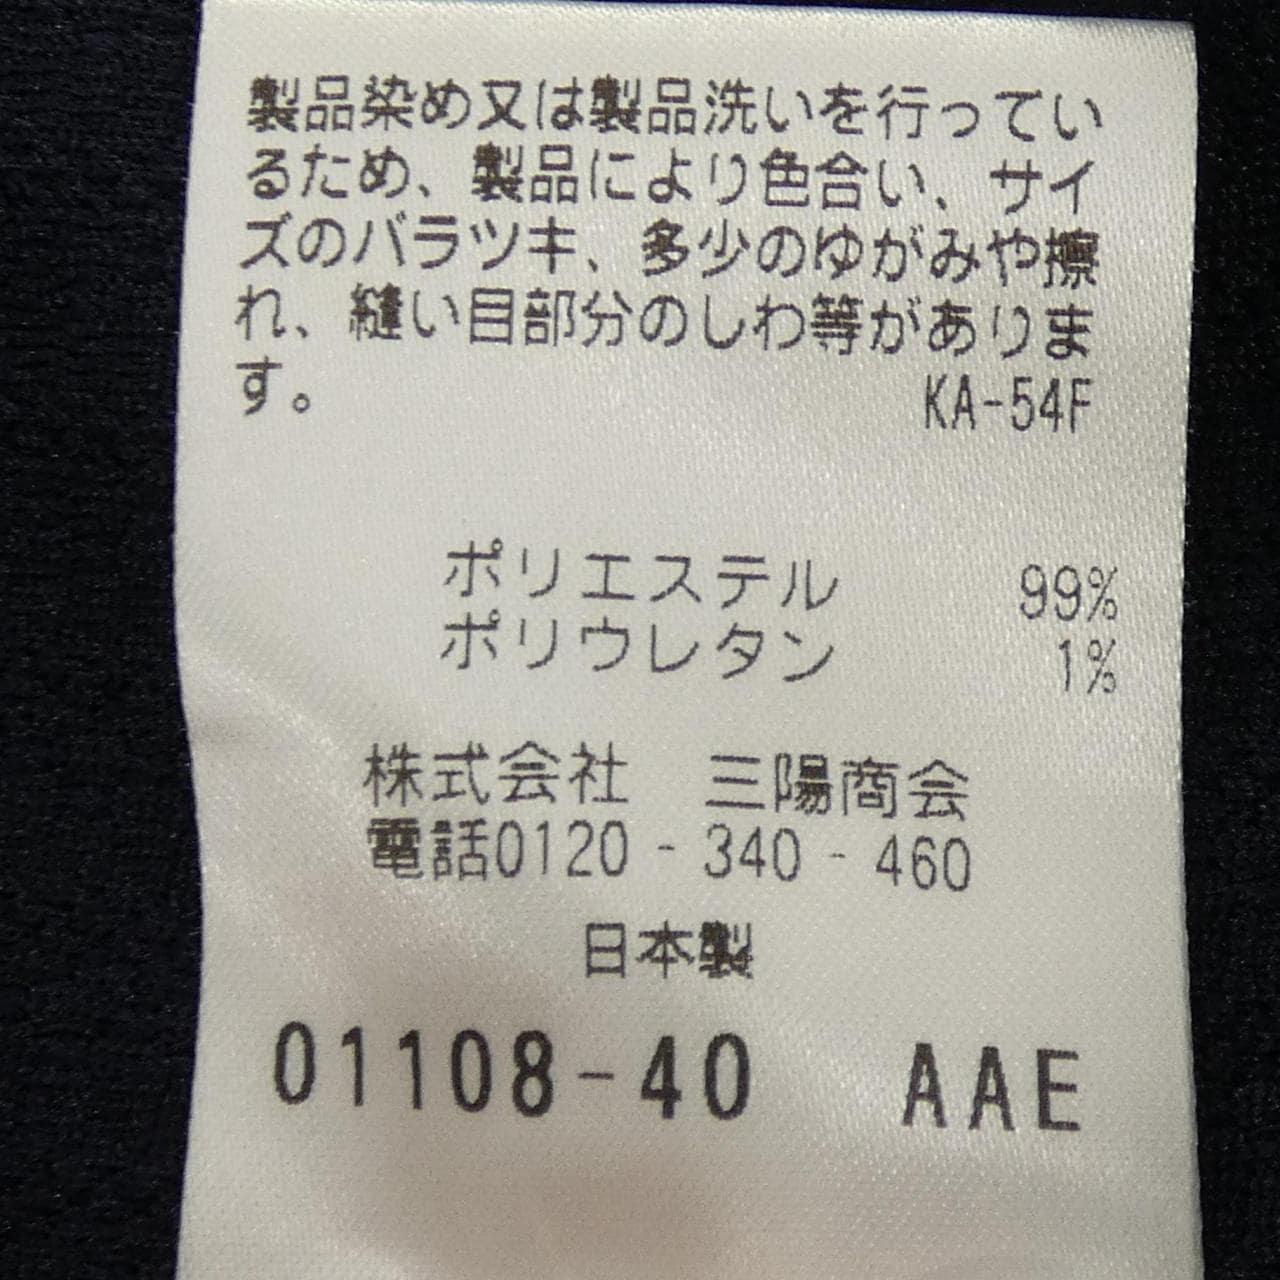 製品染め又は製品洗いを行ってい
るため、製品により色合い、サイ
ズのバラツキ、多少のゆがみや擦
れ、縫い目部分のしわ等がありま
す。 KA-54F
ポリエステル 99%
ポリウレタン 1%
株式会社 三陽商会
電話0120-340-460
日本製
01108-40 AAE